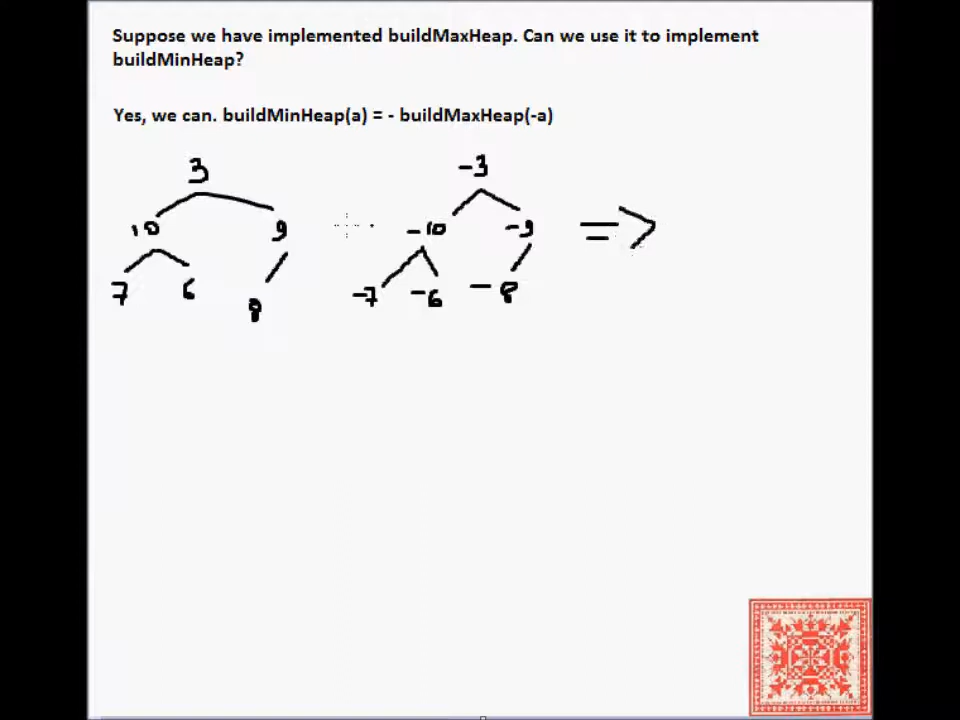 Suppose we have implemented buildMaxHeap. Can we use it to implement
buildMinHeap?
Yes, we can. buildMinHeap(a) = - buildMaxHeap(-a)
3 -3
10 9 -10 -9 =>
7 6 8 -7 -6 -8